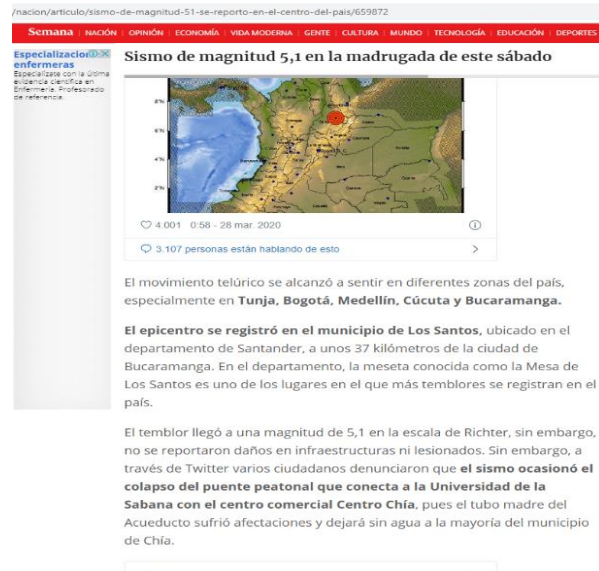 /nacion/articulo/sismo-de-magnitud-51-se-reporto-en-el-centro-del-pais/659872
Semana NACIÓN OPINIÓN ECONOMÍA VIDA MODERNA GENTE CULTURA MUNDO TECNOLOGÍA EDUCACIÓN DEPORTES
enfermeras
Especialízate con la última
evidencia científica en
Enfermería. Profesorado
de referencia.
Sismo de magnitud 5,1 en la madrugada de este sábado
8°N
6°N
4°N
2°N
4.001 0:58 - 28 mar. 2020
3.107 personas están hablando de esto
El movimiento telúrico se alcanzó a sentir en diferentes zonas del país,
especialmente en Tunja, Bogotá, Medellín, Cúcuta y Bucaramanga.
El epicentro se registró en el municipio de Los Santos, ubicado en el
departamento de Santander, a unos 37 kilómetros de la ciudad de
Bucaramanga. En el departamento, la meseta conocida como la Mesa de
Los Santos es uno de los lugares en el que más temblores se registran en el
país.
El temblor llegó a una magnitud de 5,1 en la escala de Richter, sin embargo,
no se reportaron daños en infraestructuras ni lesionados. Sin embargo, a
través de Twitter varios ciudadanos denunciaron que el sismo ocasionó el
colapso del puente peatonal que conecta a la Universidad de la
Sabana con el centro comercial Centro Chía, pues el tubo madre del
Acueducto sufrió afectaciones y dejará sin agua a la mayoría del municipio
de Chía.